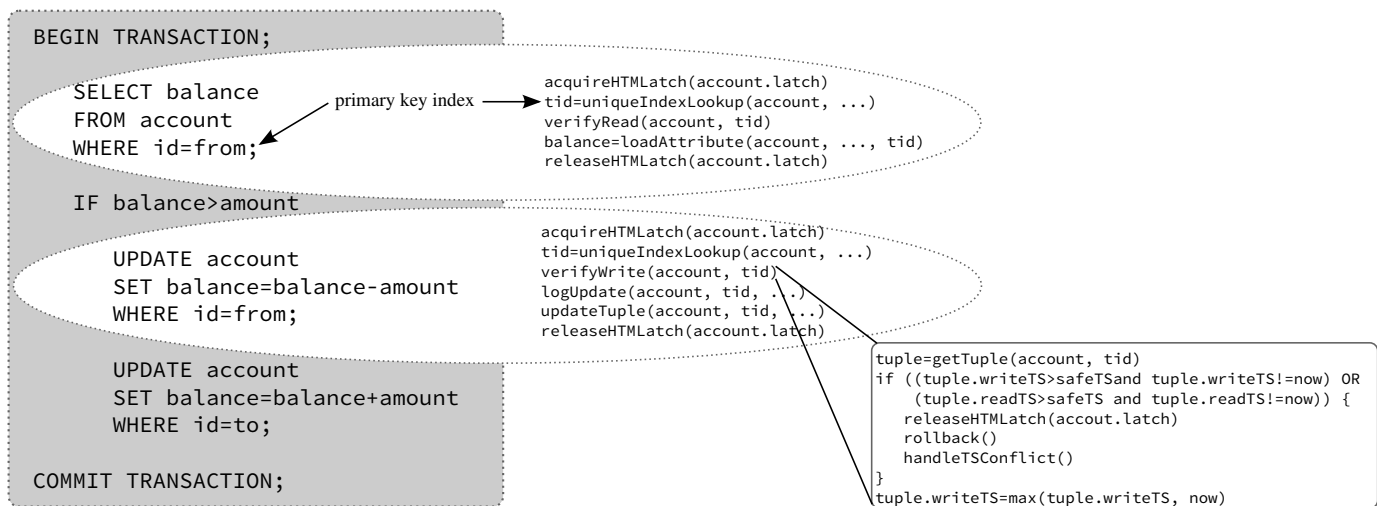 BEGIN TRANSACTION;
SELECT balance
FROM account
WHERE id=from;
primary key index
acquireHTMLatch(account.latch)
tid=uniqueIndexLookup(account, ...)
verifyRead(account, tid)
balance=loadAttribute(account, ..., tid)
releaseHTMLatch(account.latch)
IF balance>amount
UPDATE account
SET balance=balance-amount
WHERE id=from;
acquireHTMLatch(account.latch)
tid=uniqueIndexLookup(account, ...)
verifyWrite(account, tid)
logUpdate(account, tid, ...)
updateTuple(account, tid, ...)
releaseHTMLatch(account.latch)
UPDATE account
SET balance=balance+amount
WHERE id=to;
COMMIT TRANSACTION;
tuple=getTuple(account, tid)
if ((tuple.writeTS>safeTSand tuple.writeTS!=now) OR
(tuple.readTS>safeTS and tuple.readTS!=now)) {
releaseHTMLatch(accout.latch)
rollback()
handleTSConflict()
}
tuple.writeTS=max(tuple.writeTS, now)